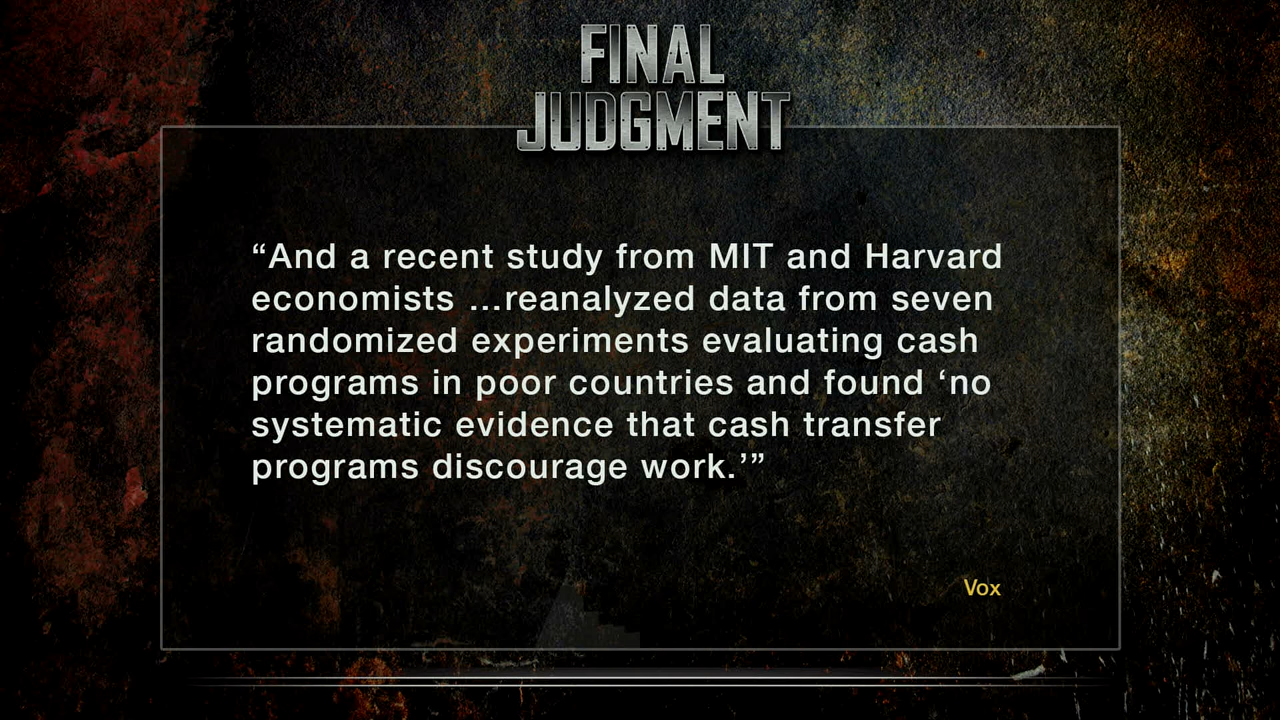 FINAL
JUDGMENT
“And a recent study from MIT and Harvard
economists ...reanalyzed data from seven
randomized experiments evaluating cash
programs in poor countries and found ‘no
systematic evidence that cash transfer
programs discourage work.’”
Vox